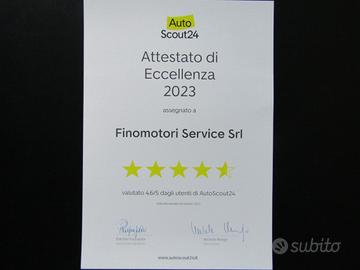 Auto
Scout24
Attestato di
Eccellenza
2023
assegnato a
Finomotori Service Srl
valutato 4.6/5 dagli utenti di AutoScout24
www.autoscout24.it
subito